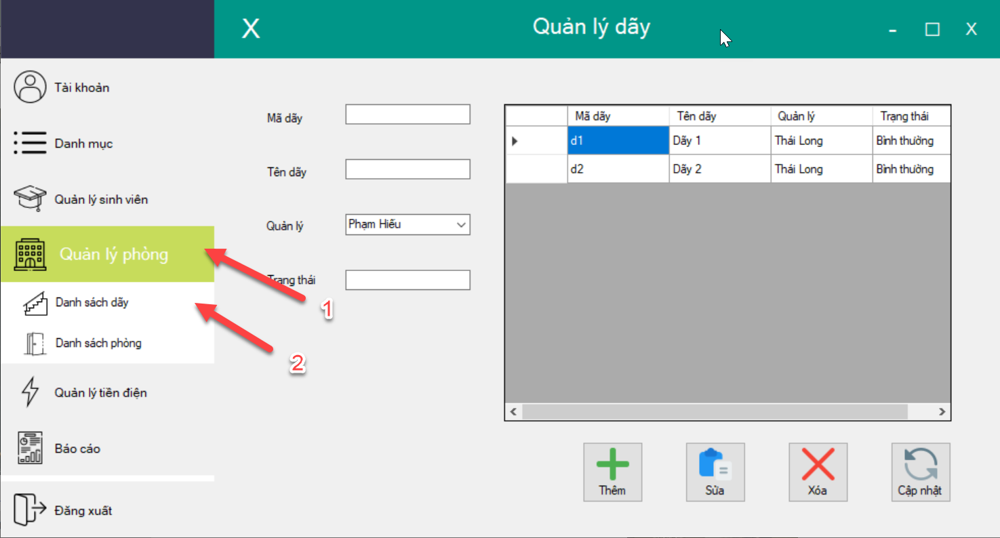 X
Quản lý dãy
- □ X
Tài khoản
Danh mục
Quản lý sinh viên
Quản lý phòng
Danh sách dãy
Danh sách phòng
Quản lý tiền điện
Báo cáo
Đăng xuất
Mã dãy
Tên dãy
Quản lý
Phạm Hiếu
Trạng thái
1
2
Mã dãy Tên dãy Quản lý Trạng thái
d1 Dãy 1 Thái Long Bình thường
d2 Dãy 2 Thái Long Bình thường
Thêm
Sửa
Xóa
Cập nhật